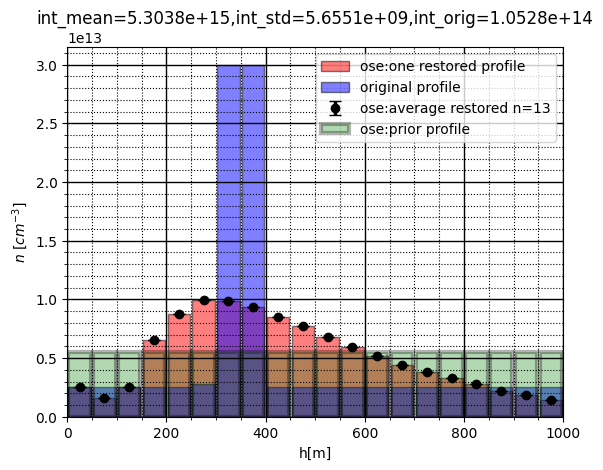 int_mean=5.3038e+15,int_std=5.6551e+09,int_orig=1.0528e+14
1e13
ose:one restored profile
original profile
ose:average restored n=13
ose:prior profile
3.0
2.5
2.0
1.5
1.0
0.5
0.0
n [cm⁻³]
0 200 400 600 800 1000
h[m]